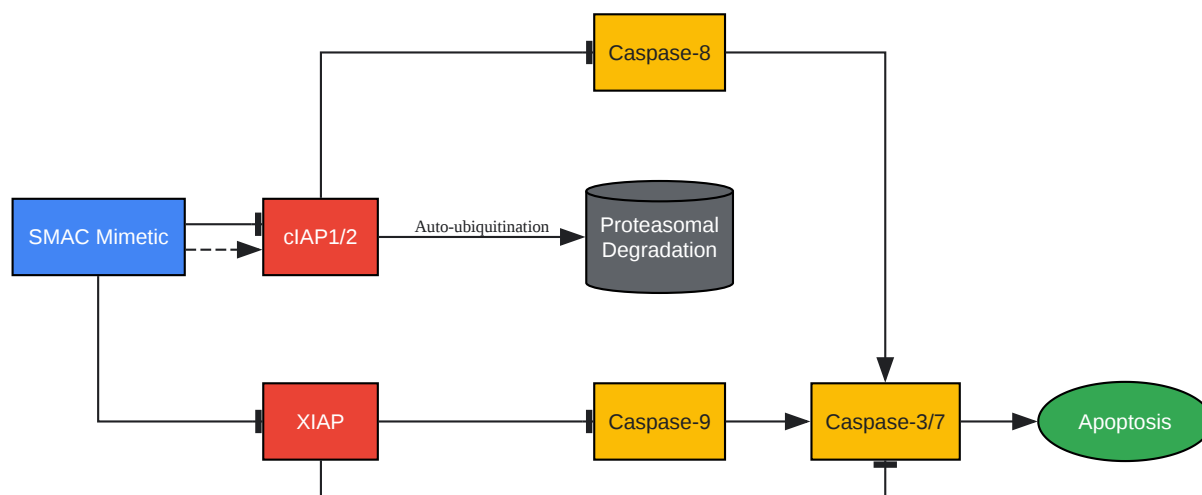 Caspase-8
SMAC Mimetic
cIAP1/2
Auto-ubiquitination
Proteasomal
Degradation
XIAP
Caspase-9
Caspase-3/7
Apoptosis